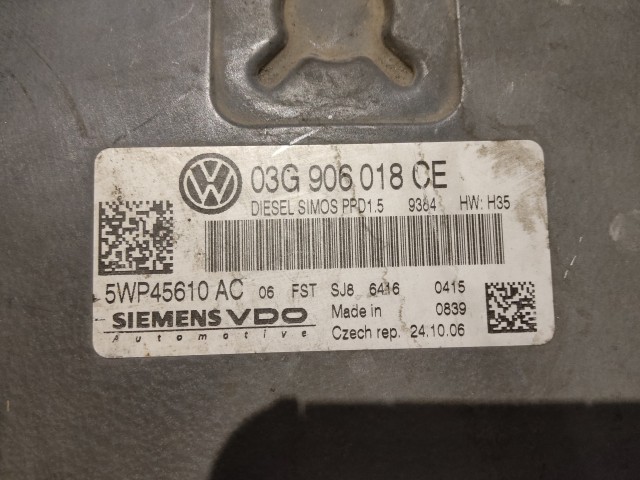 03G 906 018 CE
DIESEL SIMOS PPD1.5 9384 HW: H35
5WP45610 AC 06 FST SJ8 6416 0415
SIEMENS VDO Made in 0839
Automotive Czech rep. 24.10.06